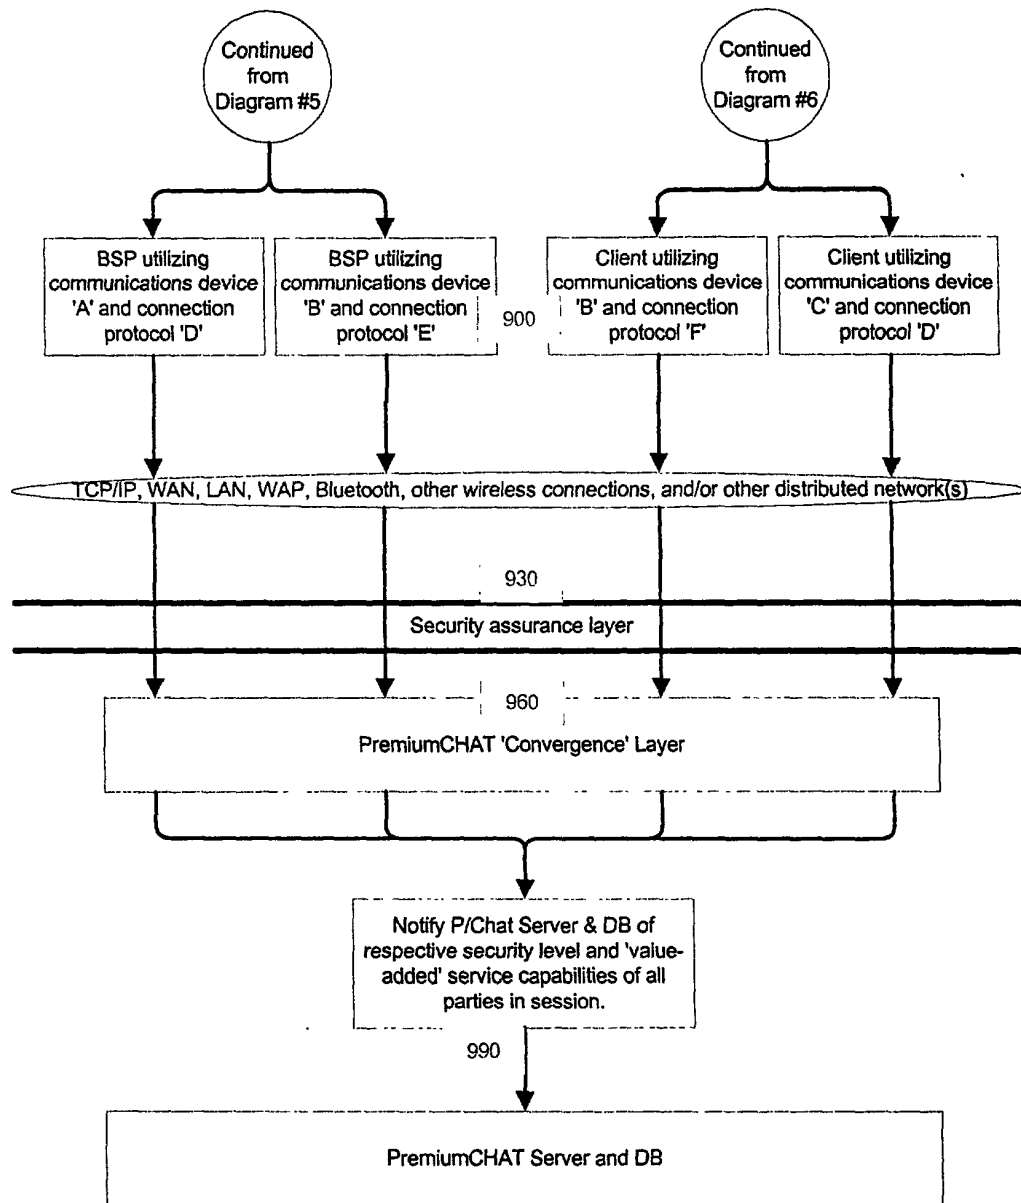 Continued
from
Diagram #5
Continued
from
Diagram #6
BSP utilizing
communications device
'A' and connection
protocol 'D'
BSP utilizing
communications device
'B' and connection
protocol 'E'
900
Client utilizing
communications device
'B' and connection
protocol 'F'
Client utilizing
communications device
'C' and connection
protocol 'D'
TCP/IP, WAN, LAN, WAP, Bluetooth, other wireless connections, and/or other distributed network(s)
930
Security assurance layer
960
PremiumCHAT 'Convergence' Layer
Notify P/Chat Server & DB of
respective security level and 'value-
added' service capabilities of all
parties in session.
990
PremiumCHAT Server and DB